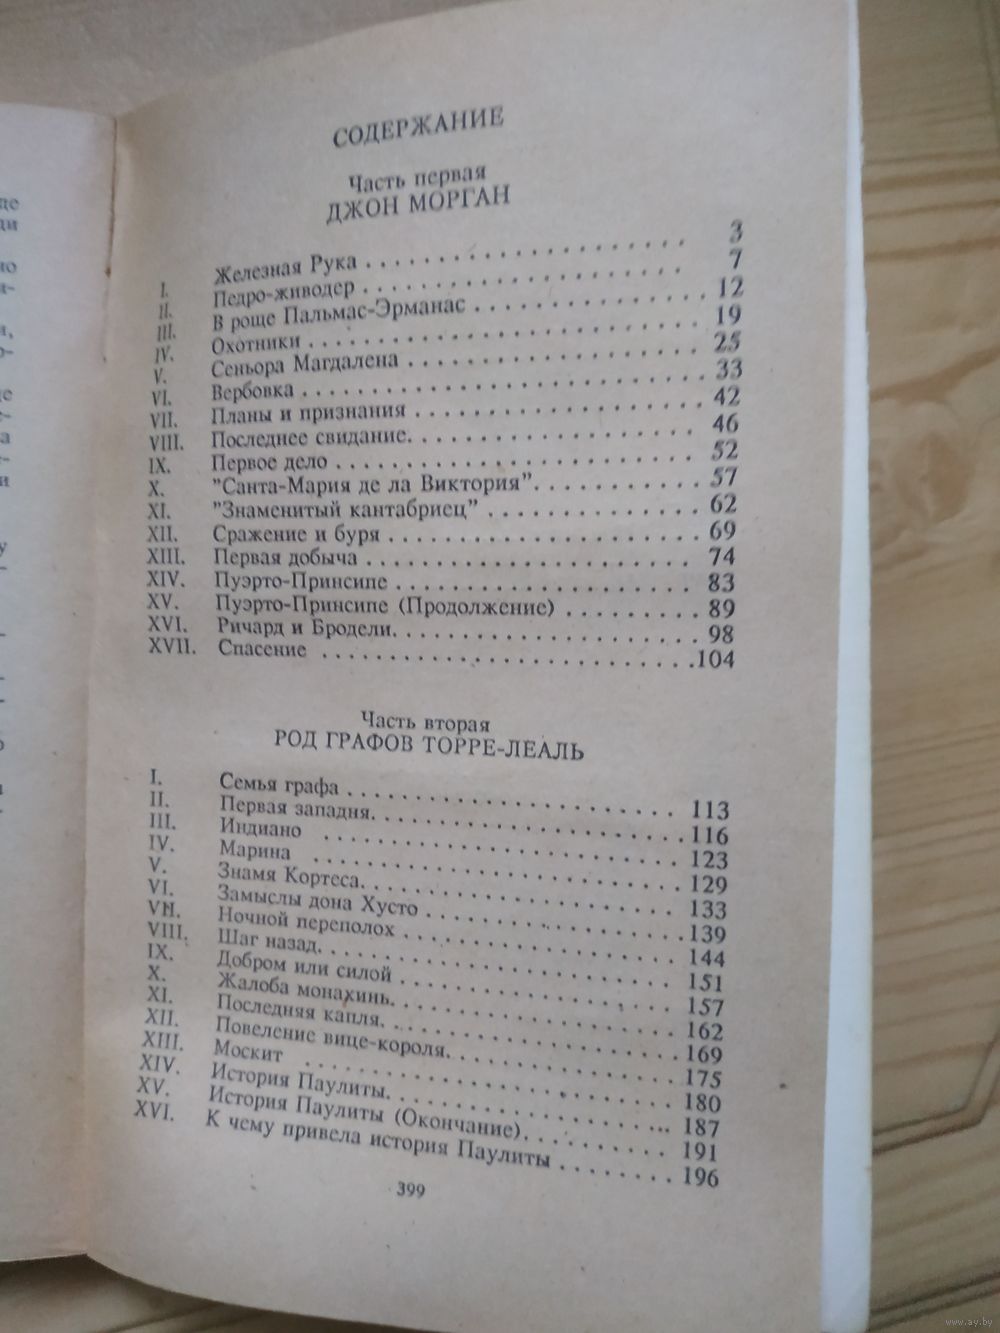 СОДЕРЖАНИЕ
Часть первая
ДЖОН МОРГАН
I. Железная Рука . . . . . . . . . . . . . . . . . . . . . . . . 3
II. Педро-живодер . . . . . . . . . . . . . . . . . . . . . . . . 7
III. В роще Пальмас-Эрманас . . . . . . . . . . . . . . . . . . 12
IV. Охотники . . . . . . . . . . . . . . . . . . . . . . . . . . . . 19
V. Сеньора Магдалена . . . . . . . . . . . . . . . . . . . . . . 25
VI. Вербовка . . . . . . . . . . . . . . . . . . . . . . . . . . . . 33
VII. Планы и признания . . . . . . . . . . . . . . . . . . . . . . 42
VIII. Последнее свидание. . . . . . . . . . . . . . . . . . . . . . 46
IX. Первое дело . . . . . . . . . . . . . . . . . . . . . . . . . . 52
X. "Санта-Мария де ла Виктория". . . . . . . . . . . . . . 57
XI. "Знаменитый кантабриец" . . . . . . . . . . . . . . . . . 62
XII. Сражение и буря . . . . . . . . . . . . . . . . . . . . . . . . 69
XIII. Первая добыча . . . . . . . . . . . . . . . . . . . . . . . . . 74
XIV. Пуэрто-Принсипе . . . . . . . . . . . . . . . . . . . . . . . 83
XV. Пуэрто-Принсипе (Продолжение) . . . . . . . . . . . 89
XVI. Ричард и Бродели. . . . . . . . . . . . . . . . . . . . . . . . 98
XVII. Спасение . . . . . . . . . . . . . . . . . . . . . . . . . . . . .104
Часть вторая
РОД ГРАФОВ ТОРРЕ-ЛЕАЛЬ
I. Семья графа . . . . . . . . . . . . . . . . . . . . . . . . . 113
II. Первая западня. . . . . . . . . . . . . . . . . . . . . . . .116
III. Индиано . . . . . . . . . . . . . . . . . . . . . . . . . . . 123
IV. Марина . . . . . . . . . . . . . . . . . . . . . . . . . . . . 129
V. Знамя Кортеса. . . . . . . . . . . . . . . . . . . . . . . . 133
VI. Замыслы дона Хусто . . . . . . . . . . . . . . . . . . . .139
VII. Ночной переполох . . . . . . . . . . . . . . . . . . . . . 144
VIII. Шаг назад. . . . . . . . . . . . . . . . . . . . . . . . . . . 151
IX. Добром или силой . . . . . . . . . . . . . . . . . . . . . 157
X. Жалоба монахинь. . . . . . . . . . . . . . . . . . . . . . 162
XI. Последняя капля. . . . . . . . . . . . . . . . . . . . . . .169
XII. Повеление вице-короля. . . . . . . . . . . . . . . . . . 175
XIII. Москит . . . . . . . . . . . . . . . . . . . . . . . . . . . . 180
XIV. История Паулиты. . . . . . . . . . . . . . . . . . . . . . 187
XV. История Паулиты (Окончание). . . . . . . . . . . . 191
XVI. К чему привела история Паулиты . . . . . . . . . 196
399
www.ay.by